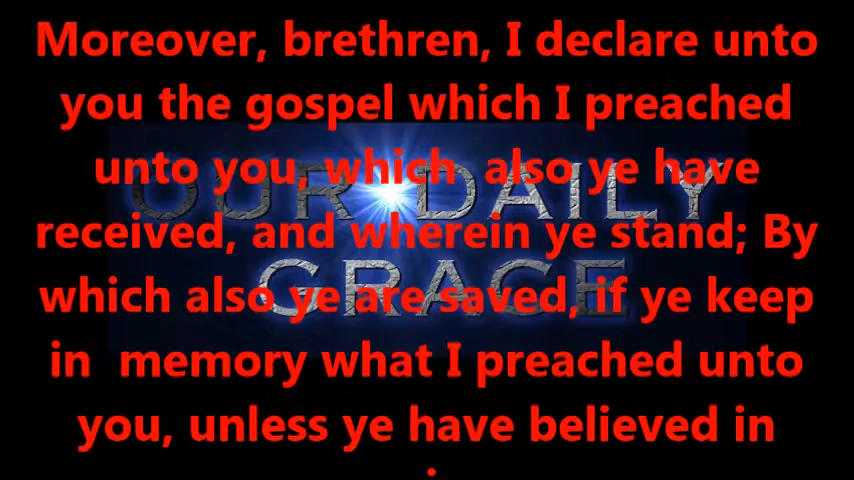 Moreover, brethren, I declare unto
you the gospel which I preached
unto you, which also ye have
OUR DAILY
received, and wherein ye stand; By
which also ye are saved, if ye keep
GRACE
in memory what I preached unto
you, unless ye have believed in